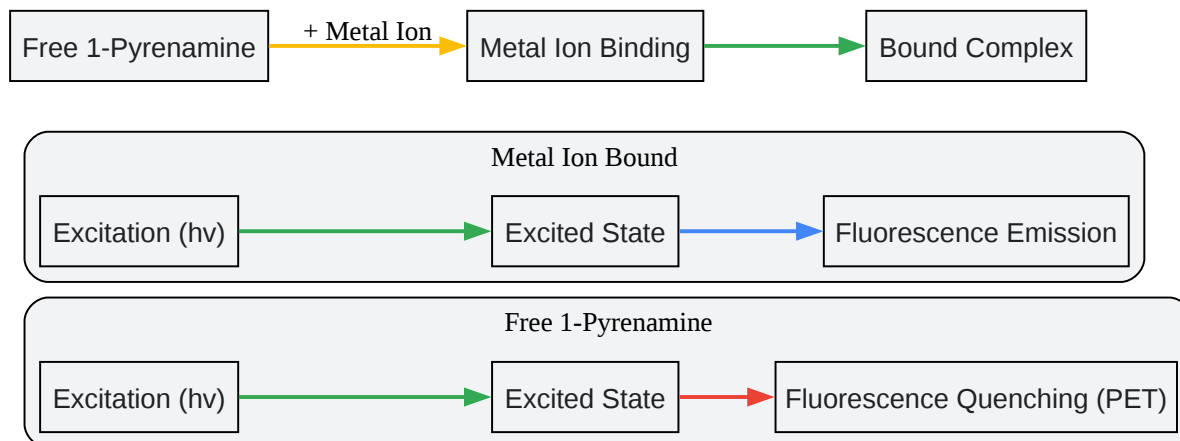 Free 1-Pyrenamine
+ Metal Ion
Metal Ion Binding
Bound Complex
Metal Ion Bound
Excitation (hv)
Excited State
Fluorescence Emission
Free 1-Pyrenamine
Excitation (hv)
Excited State
Fluorescence Quenching (PET)